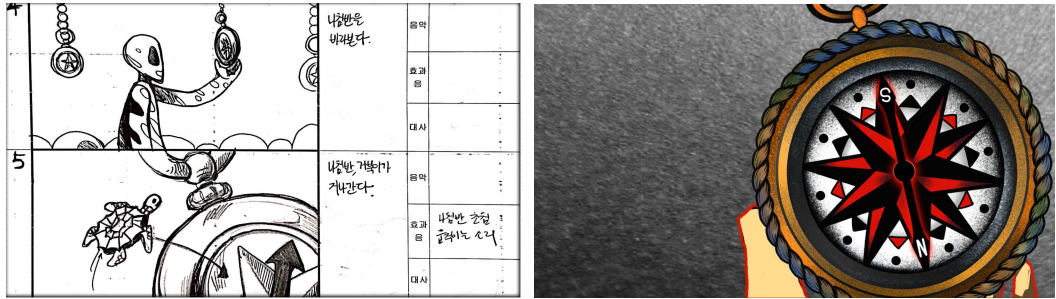 4
나침반을
바라본다.
음악
효과
음
대사
5
나침반, 거북이가
지나간다.
음악
효과
음
나침반 초침
움직이는 소리
대사
S
N